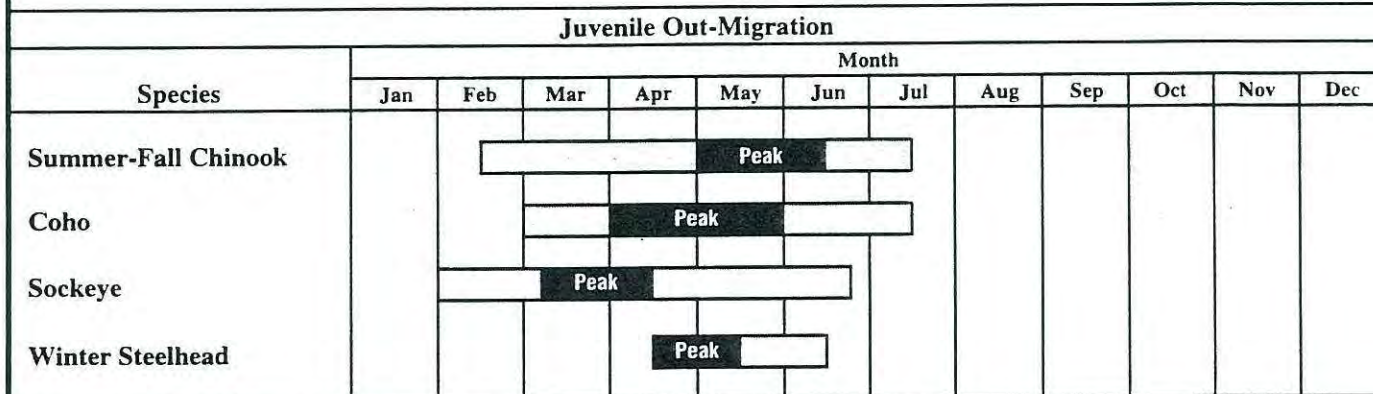 Juvenile Out-Migration
Species
Month
Jan Feb Mar Apr May Jun Jul Aug Sep Oct Nov Dec
Summer-Fall Chinook Peak
Coho Peak
Sockeye Peak
Winter Steelhead Peak